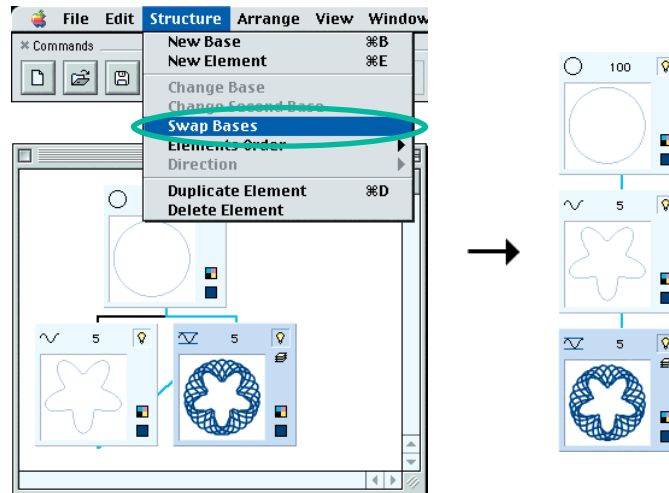 File Edit Structure Arrange View Window
Commands
New Base ⌘B
New Element ⌘E
Change Base
Change Second Base
Swap Bases
Elements Order
Direction
Duplicate Element ⌘D
Delete Element
5
5
100
5
5